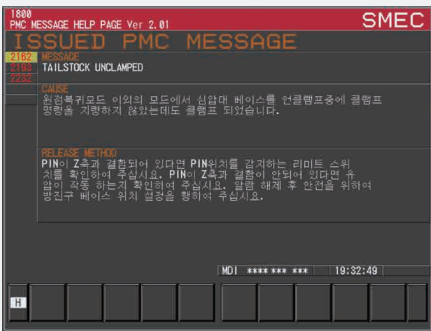 1800
PMC MESSAGE HELP PAGE Ver 2.01
SMEC
ISSUED PMC MESSAGE
2162
2163
2232
MESSAGE
TAILSTOCK UNCLAMPED
CAUSE
원점복귀모드 이외의 모드에서 심압대 베이스를 언클램프중에 클램프
명령을 지령하지 않았는데도 클램프 되었습니다.
RELEASE METHOD
PIN이 Z축과 결합되어 있다면 PIN위치를 감지하는 리미트 스위
치를 확인하여 주십시요. PIN이 Z축과 결합이 안되어 있다면 유
압이 작동 하는지 확인하여 주십시요. 알람 해제 후 안전을 위하여
방진구 베이스 위치 설정을 행하여 주십시요.
MDI **** *** *** 19:32:49
H